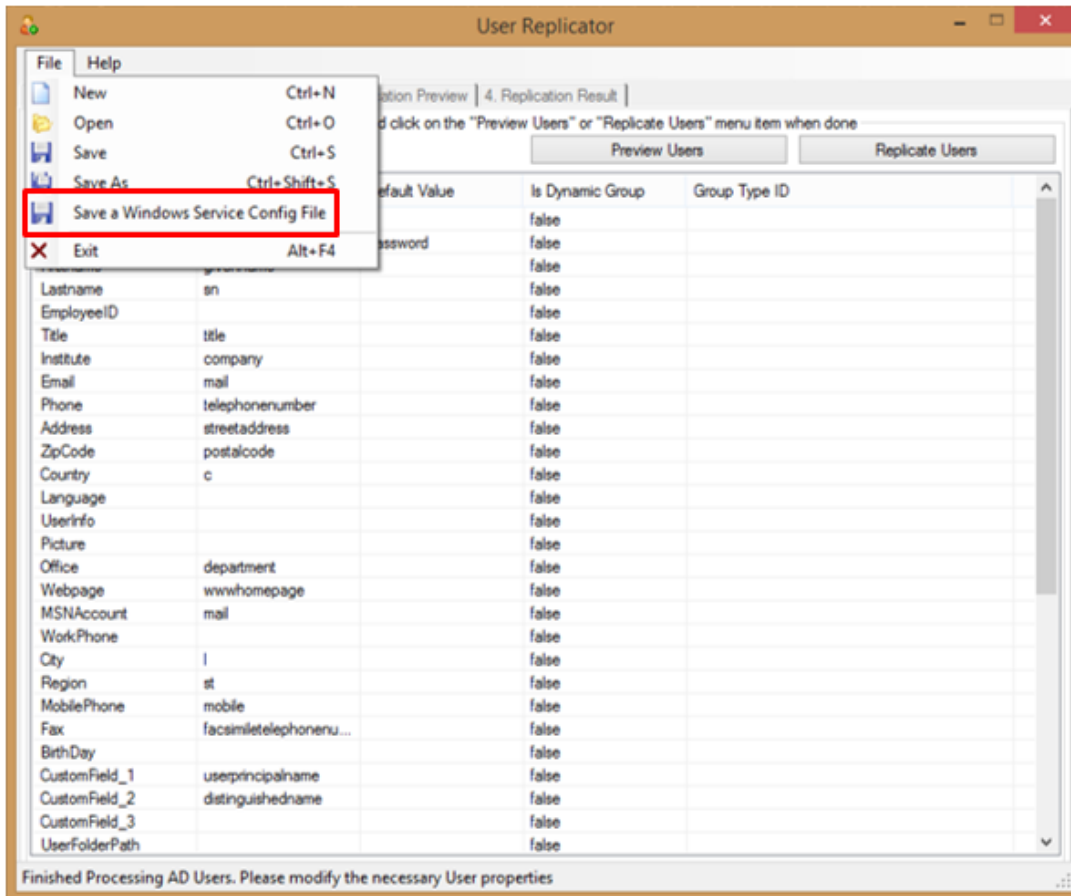 User Replicator
File Help
New Ctrl+N
ation Preview 4. Replication Result
Open Ctrl+O
d click on the "Preview Users" or "Replicate Users" menu item when done
Save Ctrl+S
Preview Users Replicate Users
Save As Ctrl+Shift+S
efault Value Is Dynamic Group Group Type ID
Save a Windows Service Config File
false
Exit Alt+F4
assword false
false
Lastname sn false
EmployeeID false
Title title false
Institute company false
Email mail false
Phone telephonenumber false
Address streetaddress false
ZipCode postalcode false
Country c false
Language false
UserInfo false
Picture false
Office department false
Webpage wwwhomepage false
MSNAccount mail false
WorkPhone false
City l false
Region st false
MobilePhone mobile false
Fax facsimiletelephonenu... false
BirthDay false
CustomField_1 userprincipalname false
CustomField_2 distinguishedname false
CustomField_3 false
UserFolderPath false
Finished Processing AD Users. Please modify the necessary User properties